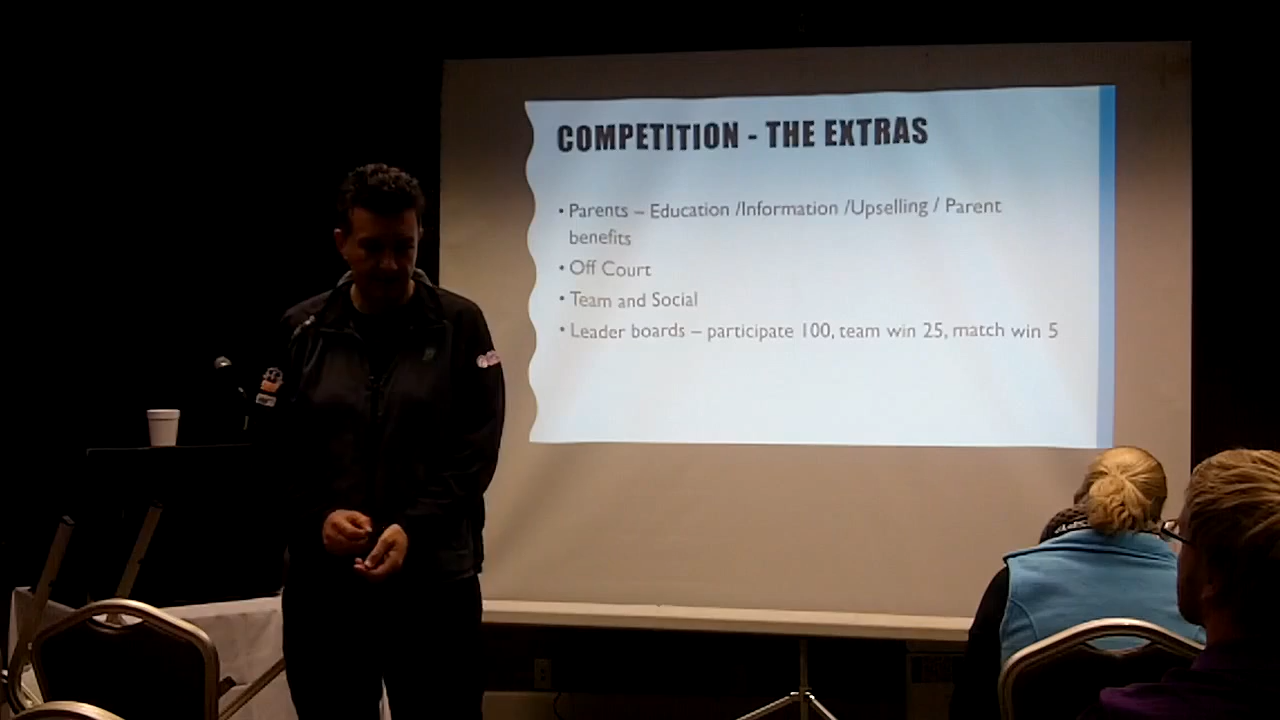 COMPETITION - THE EXTRAS
• Parents – Education /Information /Upselling / Parent
benefits
• Off Court
• Team and Social
• Leader boards – participate 100, team win 25, match win 5